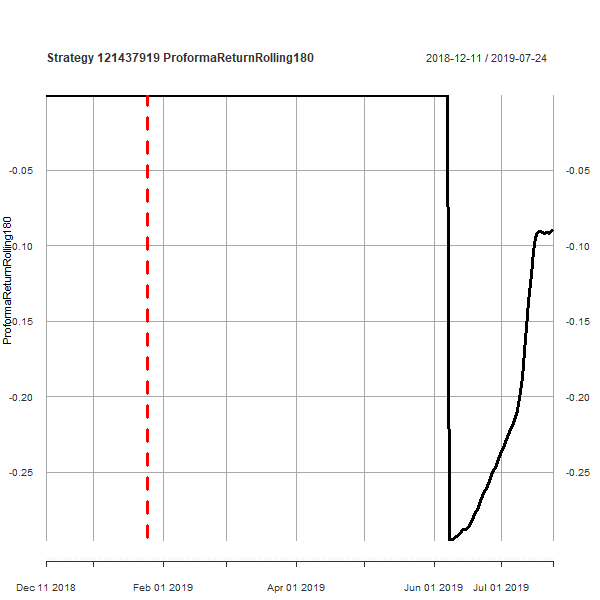 Strategy 121437919 ProformaReturnRolling180
2018-12-11 / 2019-07-24
ProformaReturnRolling180
-0.05
-0.05
-0.10
-0.10
-0.15
-0.15
-0.20
-0.20
-0.25
-0.25
Dec 11 2018
Feb 01 2019
Apr 01 2019
Jun 01 2019
Jul 01 2019